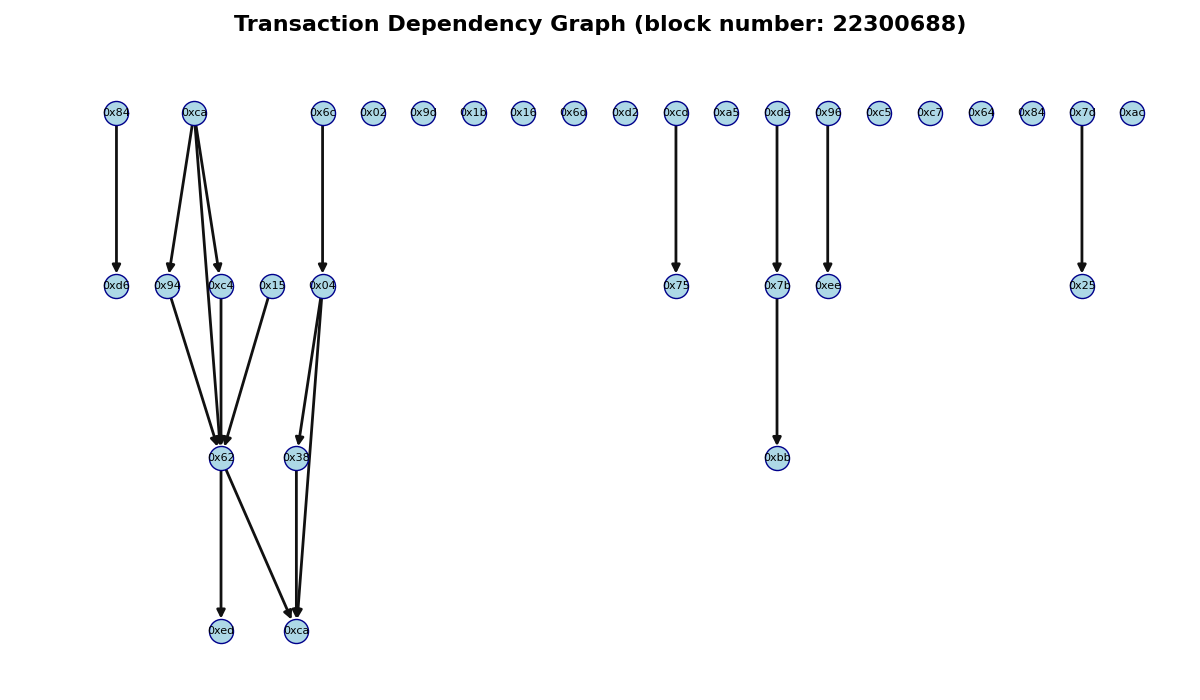 Transaction Dependency Graph (block number: 22300688)
0x84 0xca 0x6c 0x02 0x9d 0x1b 0x16 0x6d 0xd2 0xcd 0xa5 0xde 0x96 0xc5 0xc7 0x64 0x84 0x7d 0xac
0xd6 0x94 0xc4 0x15 0x04 0x75 0x7b 0xee 0x25
0x62 0x38 0xbb
0xed 0xca